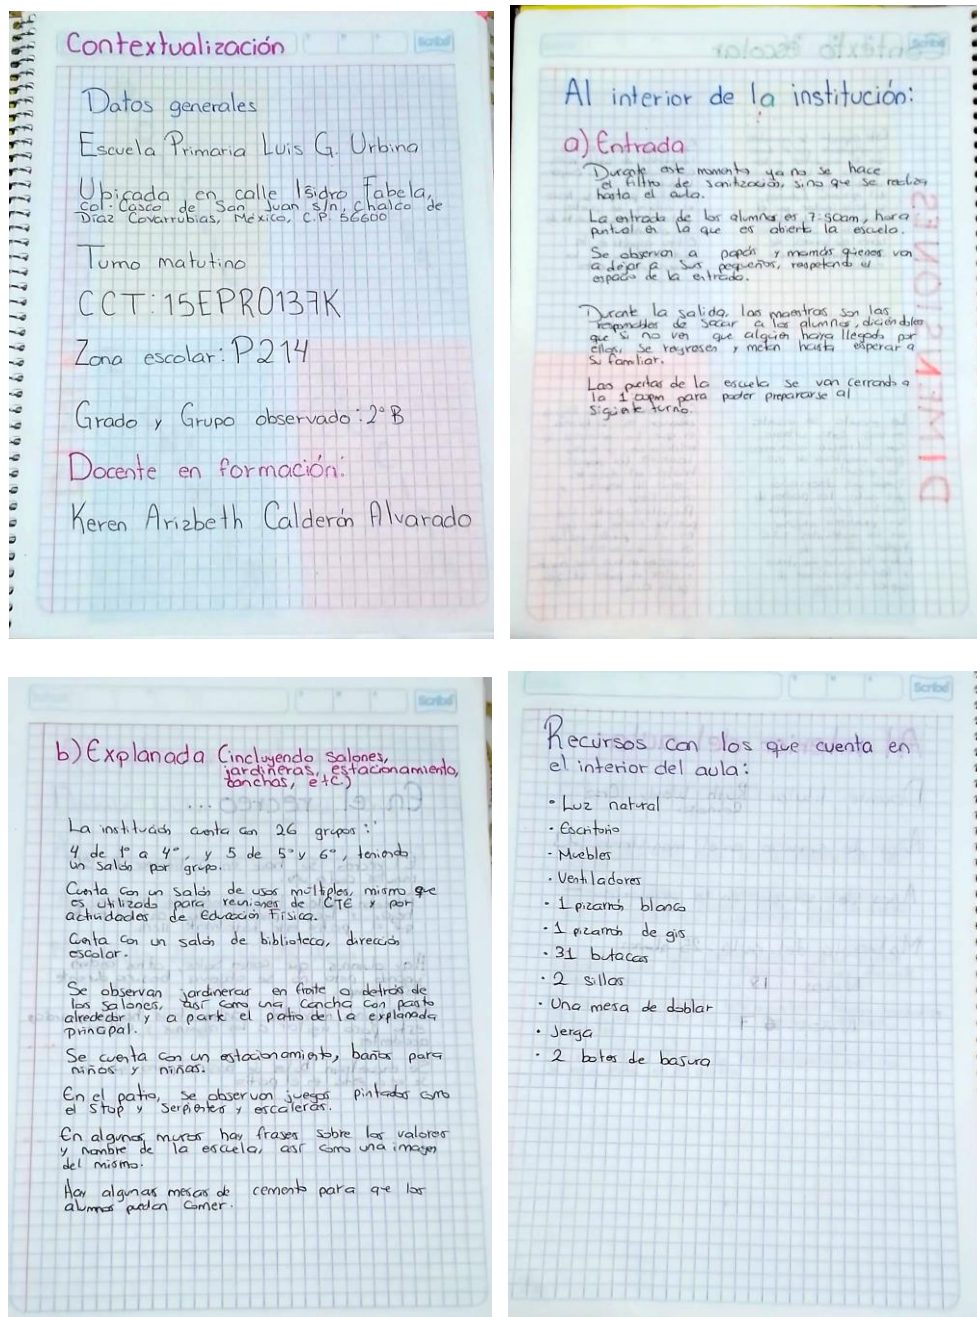 Contextualización
Scribe
Datos generales
Escuela Primaria Luis G. Urbina
Ubicada en calle Isidro Fabela,
Col: Casco de San Juan s/n, Chalco de
Díaz Covarrubias, México, C.P. 56600
Turno matutino
CCT: 15EPR0137K
Zona escolar: P214
Grado y Grupo observado: 2° B
Docente en formación:
Keren Arizbeth Calderón Alvarado
Al interior de la institución:
a) Entrada
Durante este momento ya no se hace
el filtro de sanitización, sino que se realiza
hasta el aula.
La entrada de los alumnos es 7:50am, hora
puntual en la que es abierta la escuela.
Se observan a papás y mamás quienes van
a dejar a sus pequeños, respetando el
espacio de la entrada.
Durante la salida, las maestras son las
responsables de sacar a los alumnos, diciéndoles
que si no ven que alguien haya llegado por
ellos, se regresen y metan hasta esperar a
su familiar.
Las puertas de la escuela se van cerrando a
la 1 pm para poder prepararse al
siguiente turno.
Scribe
b) Explanada (incluyendo salones,
jardineras, estacionamiento,
canchas, etc.)
La institución cuenta con 26 grupos:
4 de 1° a 4°, y 5 de 5° y 6°, teniendo
un salón por grupo.
Cuenta con un salón de usos múltiples, mismo que
es utilizado para reuniones de CTE y por
actividades de Educación Física.
Cuenta con un salón de biblioteca, dirección
escolar.
Se observan jardineras en frente o detrás de
los salones, así como una cancha con pasto
alrededor y a parte el patio de la explanada
principal.
Se cuenta con un estacionamiento, baños para
niños y niñas.
En el patio, se observan juegos pintados como
el stop y serpientes y escaleras.
En algunos muros hay frases sobre los valores
y nombre de la escuela, así como una imagen
del mismo.
Hay algunas mesas de cemento para que los
alumnos puedan comer.
Scribe
Recursos con los que cuenta en
el interior del aula:
• Luz natural
• Escritorio
• Muebles
• Ventiladores
• 1 pizarrón blanco
• 1 pizarrón de gis
• 31 butacas
• 2 sillas
• Una mesa de doblar
• Jerga
• 2 botes de basura